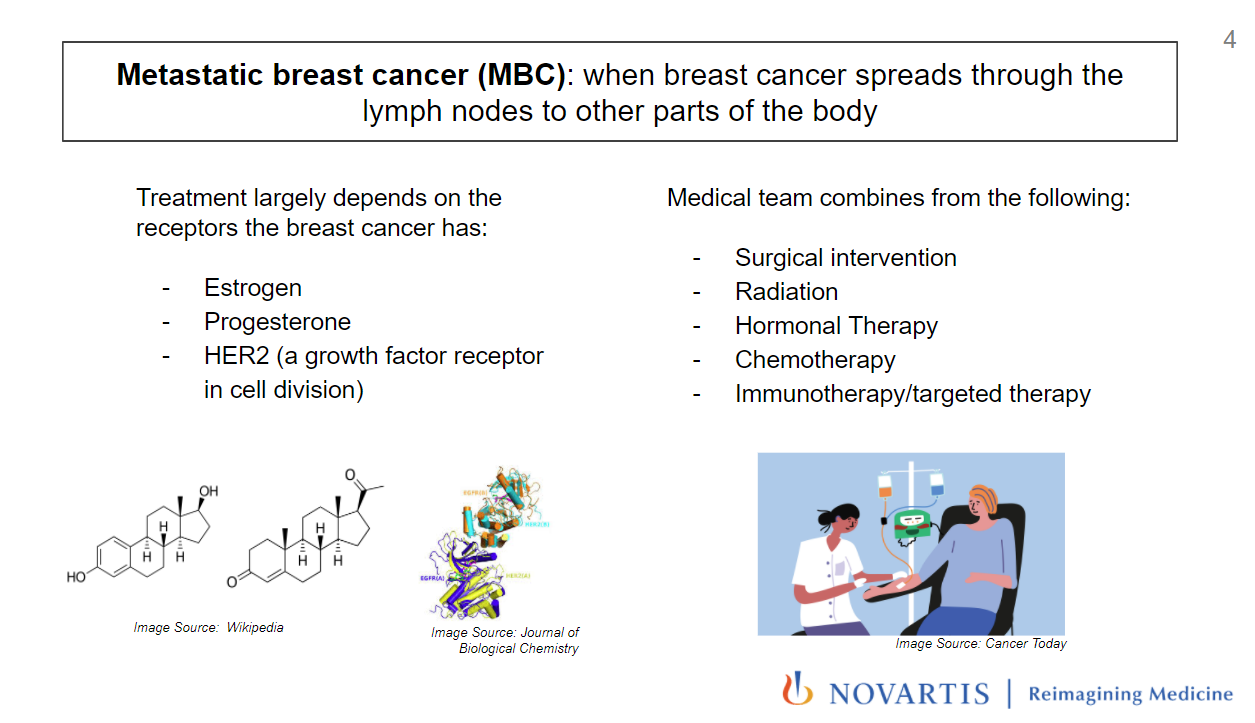 4
Metastatic breast cancer (MBC): when breast cancer spreads through the
lymph nodes to other parts of the body
Treatment largely depends on the
receptors the breast cancer has:
- Estrogen
- Progesterone
- HER2 (a growth factor receptor
in cell division)
Medical team combines from the following:
- Surgical intervention
- Radiation
- Hormonal Therapy
- Chemotherapy
- Immunotherapy/targeted therapy
OH
H
H
H
HO
O
H
H
H
O
EGFR(B)
HER2(B)
EGFR(A)
HER2(A)
Image Source: Wikipedia
Image Source: Journal of
Biological Chemistry
Image Source: Cancer Today
NOVARTIS | Reimagining Medicine